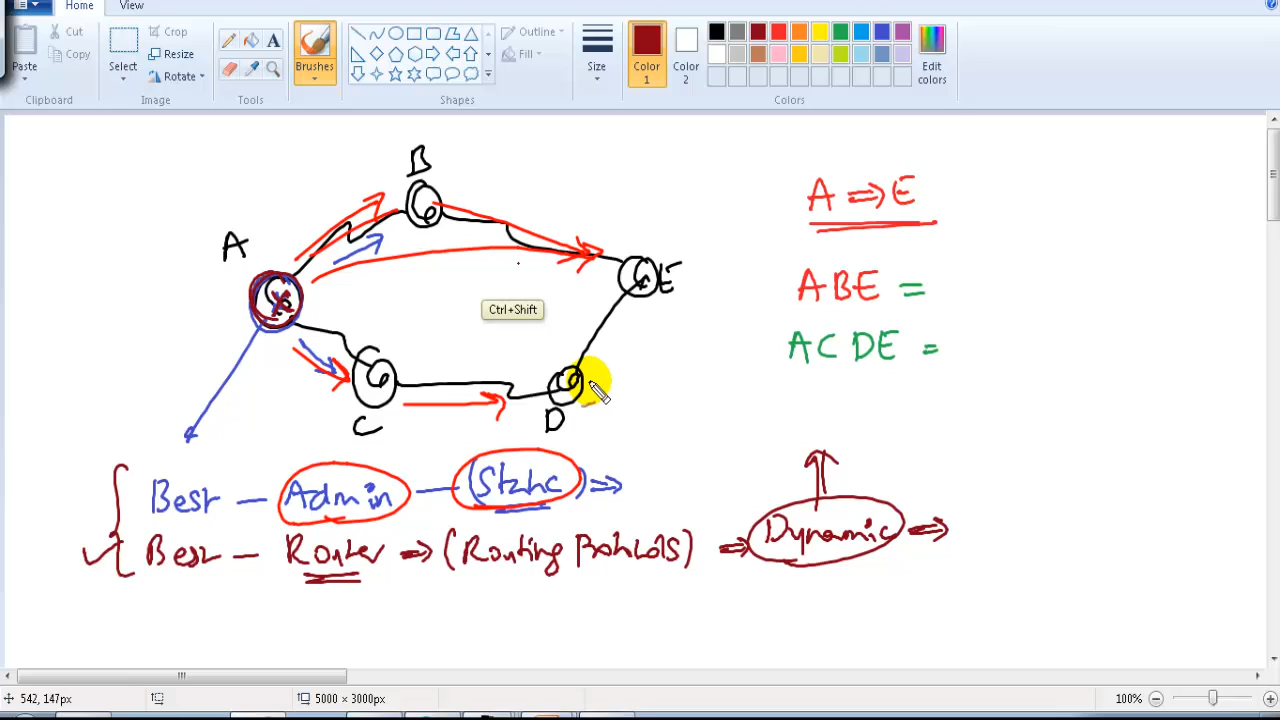 Home View
Cut
Copy
Paste
Clipboard
Select
Crop
Resi
Rotate
Image
A
Tools
Brushes
Outline
Fill
Shapes
Size
Color 1
Color 2
Edit colors
Colors
B
A
E
Ctrl+Shift
C
D
A ⇒ E
ABE =
ACDE =
Best – Admin – (Static) ⇒
Best – Router ⇒ (Routing Protocols) ⇒ Dynamic ⇒
542, 147px
5000 × 3000px
100%